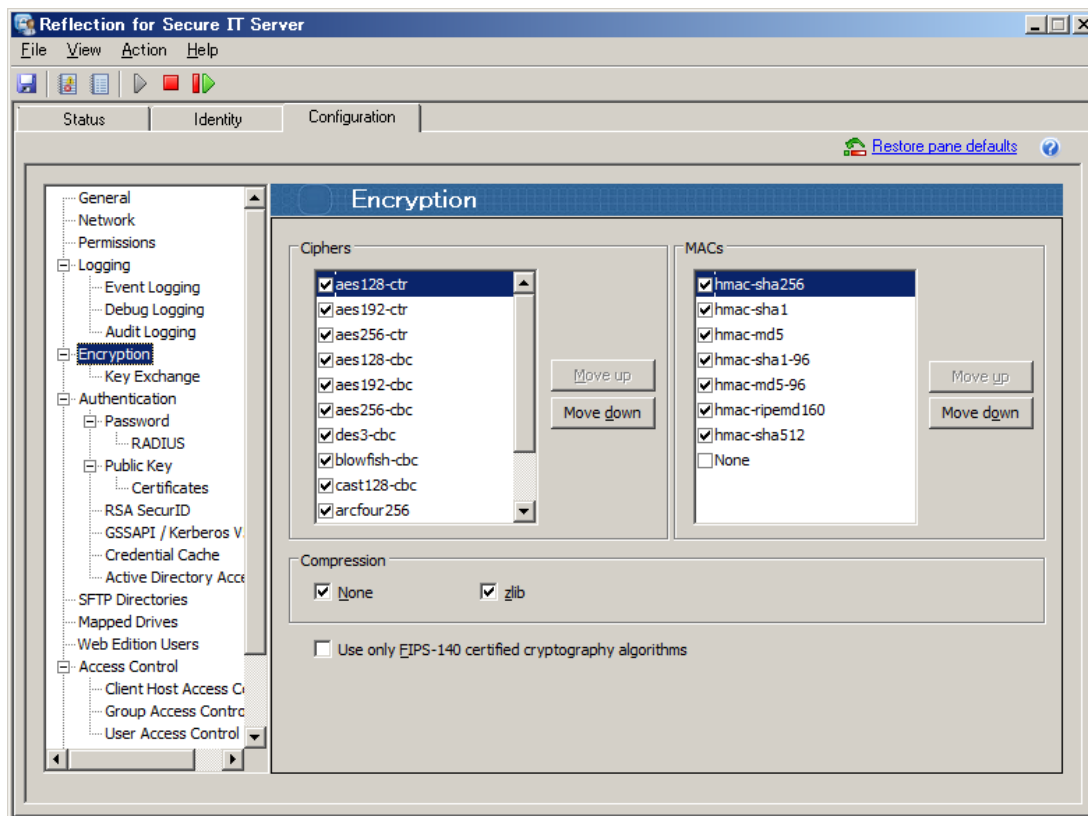 Reflection for Secure IT Server
File View Action Help
Status Identity Configuration
Restore pane defaults
General
Network
Permissions
Logging
Event Logging
Debug Logging
Audit Logging
Encryption
Key Exchange
Authentication
Password
RADIUS
Public Key
Certificates
RSA SecurID
GSSAPI / Kerberos V
Credential Cache
Active Directory Acce
SFTP Directories
Mapped Drives
Web Edition Users
Access Control
Client Host Access C
Group Access Contro
User Access Control
Encryption
Ciphers
aes128-ctr
aes192-ctr
aes256-ctr
aes128-cbc
aes192-cbc
aes256-cbc
des3-cbc
blowfish-cbc
cast128-cbc
arcfour256
Move up
Move down
MACs
hmac-sha256
hmac-sha1
hmac-md5
hmac-sha1-96
hmac-md5-96
hmac-ripemd160
hmac-sha512
None
Move up
Move down
Compression
None zlib
Use only FIPS-140 certified cryptography algorithms